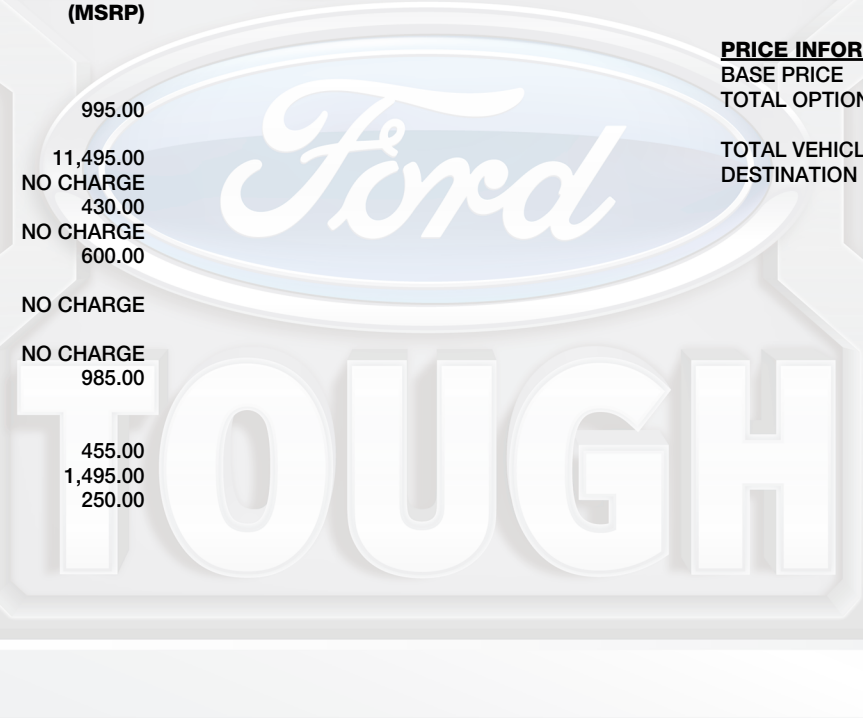 (MSRP)
995.00
11,495.00
NO CHARGE
430.00
NO CHARGE
600.00
NO CHARGE
NO CHARGE
985.00
455.00
1,495.00
250.00
PRICE INFOR
BASE PRICE
TOTAL OPTION
TOTAL VEHICL
DESTINATION
Ford
TOUGH